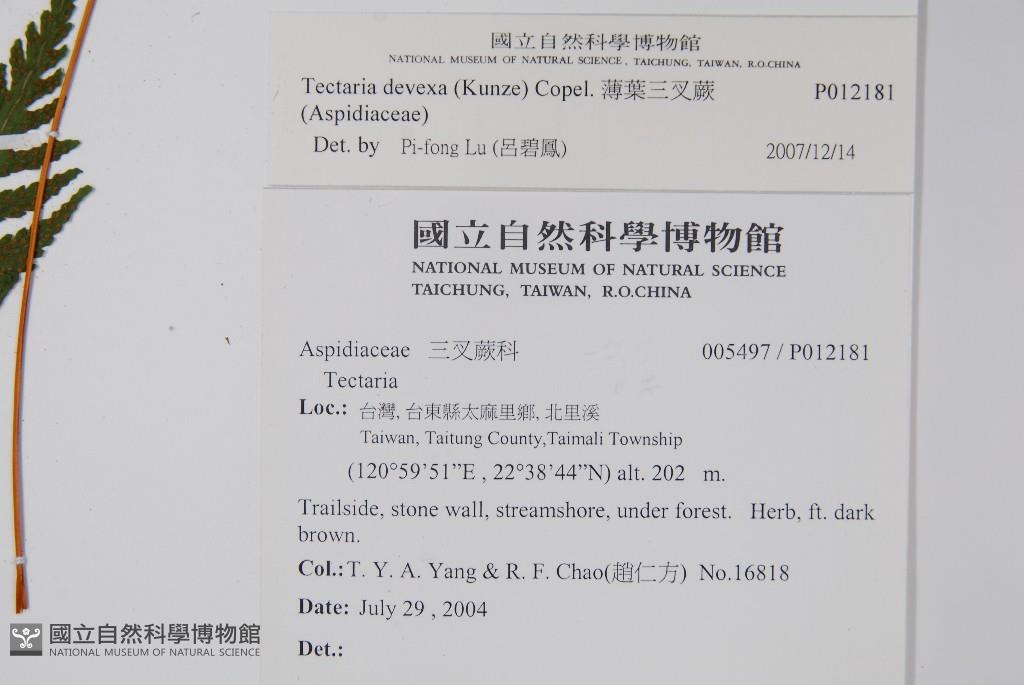 國立自然科學博物館
NATIONAL MUSEUM OF NATURAL SCIENCE, TAICHUNG, TAIWAN, R.O.CHINA
Tectaria devexa (Kunze) Copel. 薄葉三叉蕨 P012181
(Aspidiaceae)
Det. by Pi-fong Lu (呂碧鳳) 2007/12/14
國立自然科學博物館
NATIONAL MUSEUM OF NATURAL SCIENCE
TAICHUNG, TAIWAN, R.O.CHINA
Aspidiaceae 三叉蕨科 005497 / P012181
Tectaria
Loc.: 台灣, 台東縣太麻里鄉, 北里溪
Taiwan, Taitung County,Taimali Township
(120°59'51”E , 22°38'44”N) alt. 202 m.
Trailside, stone wall, streamshore, under forest. Herb, ft. dark
brown.
Col.: T. Y. A. Yang & R. F. Chao(趙仁方) No.16818
Date: July 29 , 2004
Det.:
國立自然科學博物館
NATIONAL MUSEUM OF NATURAL SCIENCE